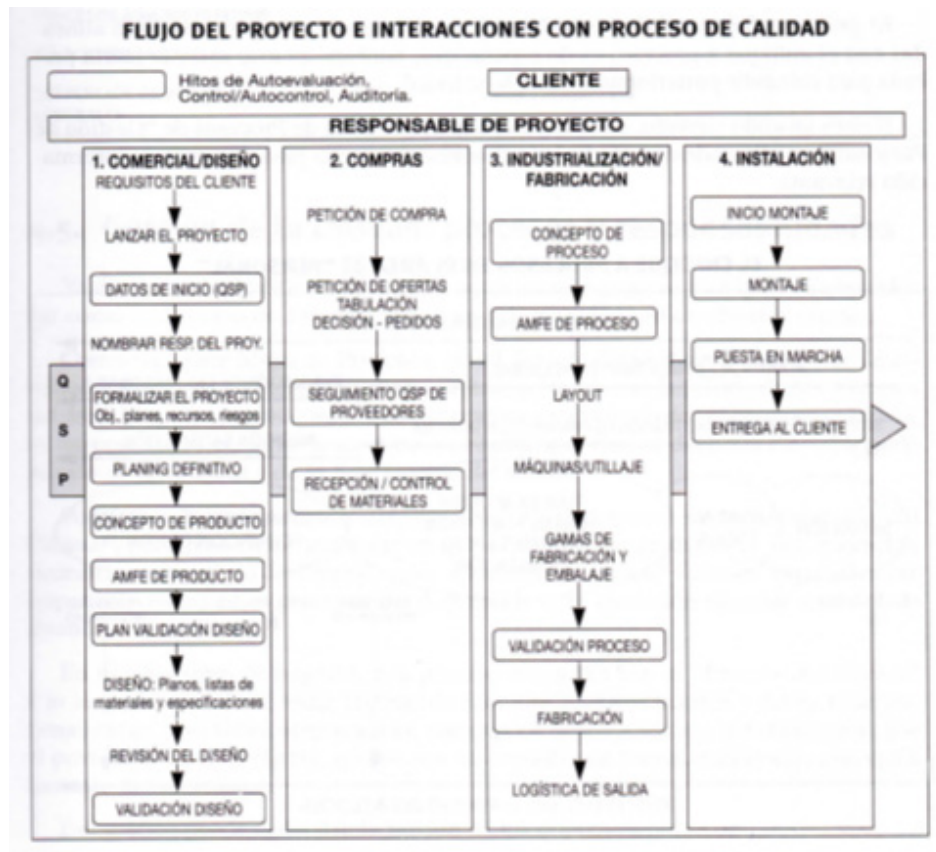 FLUJO DEL PROYECTO E INTERACCIONES CON PROCESO DE CALIDAD
Hitos de Autoevaluación,
Control/Autocontrol, Auditoría.
CLIENTE
RESPONSABLE DE PROYECTO
1. COMERCIAL/DISEÑO
REQUISITOS DEL CLIENTE
LANZAR EL PROYECTO
DATOS DE INICIO (QSP)
NOMBRAR RESP. DEL PROY.
Q
S
P
FORMALIZAR EL PROYECTO
Obj., planes, recursos, riesgos
PLANING DEFINITIVO
CONCEPTO DE PRODUCTO
AMFE DE PRODUCTO
PLAN VALIDACIÓN DISEÑO
DISEÑO: Planos, listas de
materiales y especificaciones
REVISIÓN DEL DISEÑO
VALIDACIÓN DISEÑO
2. COMPRAS
PETICIÓN DE COMPRA
PETICIÓN DE OFERTAS
TABULACIÓN
DECISIÓN - PEDIDOS
SEGUIMIENTO QSP DE
PROVEEDORES
RECEPCIÓN / CONTROL
DE MATERIALES
3. INDUSTRIALIZACIÓN/
FABRICACIÓN
CONCEPTO DE
PROCESO
AMFE DE PROCESO
LAYOUT
MÁQUINAS/UTILLAJE
GAMAS DE
FABRICACIÓN Y
EMBALAJE
VALIDACIÓN PROCESO
FABRICACIÓN
LOGÍSTICA DE SALIDA
4. INSTALACIÓN
INICIO MONTAJE
MONTAJE
PUESTA EN MARCHA
ENTREGA AL CLIENTE